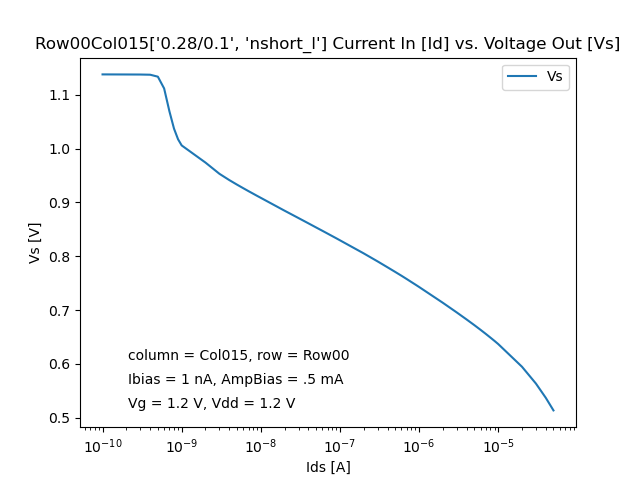 Row00Col015['0.28/0.1', 'nshort_l'] Current In [Id] vs. Voltage Out [Vs]
Vs
1.1
1.0
0.9
0.8
0.7
0.6
0.5
Vs [V]
column = Col015, row = Row00
Ibias = 1 nA, AmpBias = .5 mA
Vg = 1.2 V, Vdd = 1.2 V
10⁻¹⁰ 10⁻⁹ 10⁻⁸ 10⁻⁷ 10⁻⁶ 10⁻⁵
Ids [A]